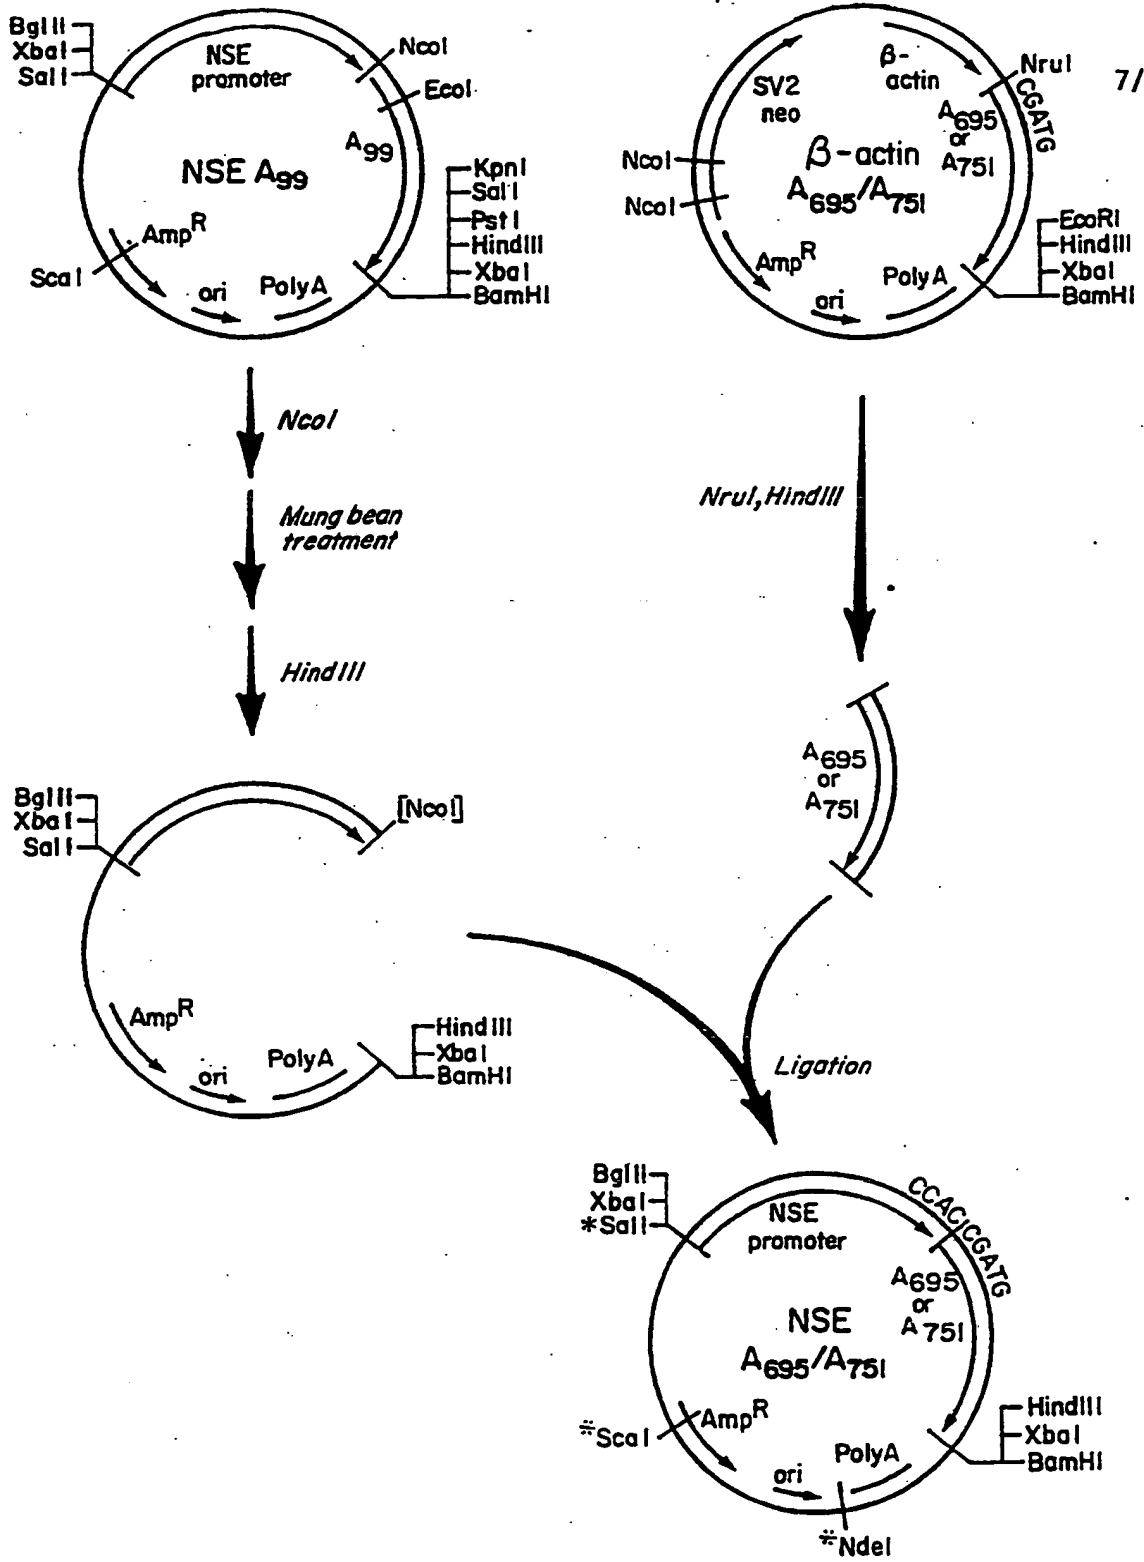 BglII
XbaI
SalI
NSE
promoter
NcoI
EcoI
A99
NSE A99
KpnI
SalI
PstI
HindIII
XbaI
BamHI
AmpR
ScaI
ori
PolyA
7/
SV2
neo
β-
actin
NruI
CGATG
A695
or
A751
β-actin
A695/A751
NcoI
NcoI
AmpR
ori
PolyA
EcoRI
HindIII
XbaI
BamHI
NcoI
Mung bean
treatment
HindIII
NruI, HindIII
A695
or
A751
BglII
XbaI
SalI
[NcoI]
AmpR
ori
PolyA
HindIII
XbaI
BamHI
Ligation
BglII
XbaI
*SalI
NSE
promoter
CCAC|CGATG
A695
or
A751
NSE
A695/A751
AmpR
※ScaI
ori
PolyA
※NdeI
HindIII
XbaI
BamHI